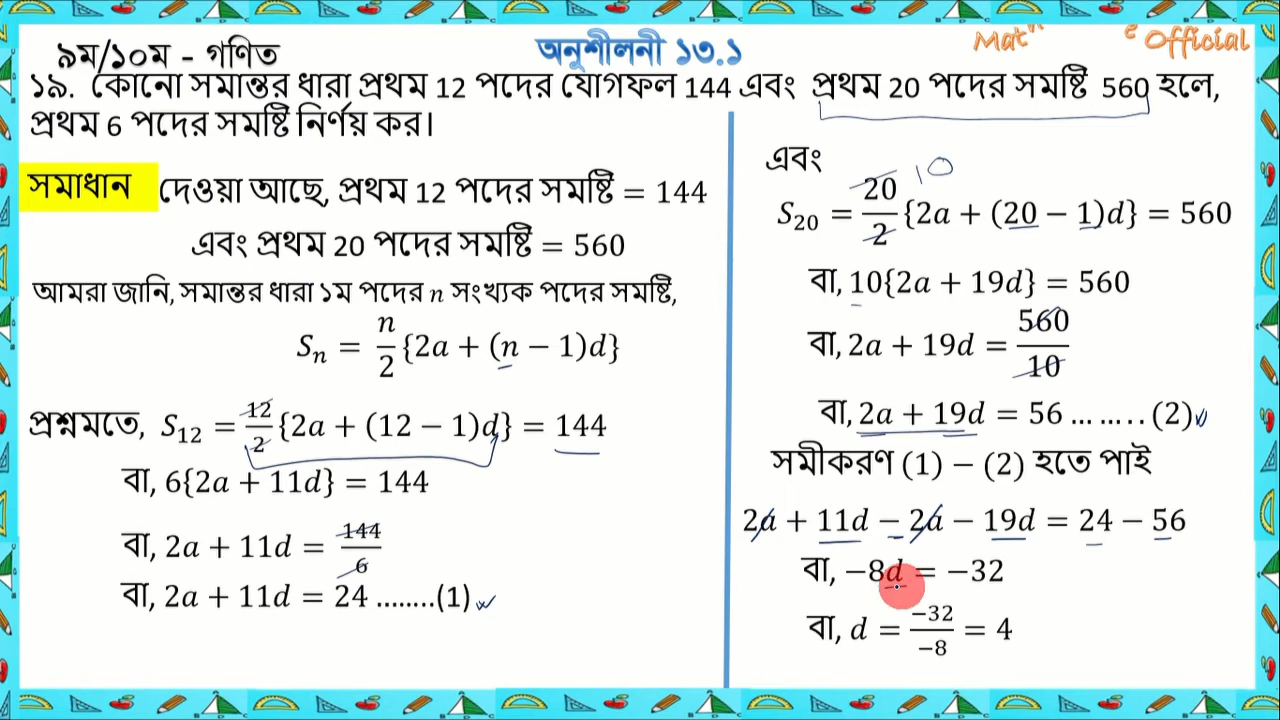 ৯ম/১০ম - গণিত
অনুশীলনী ১৩.১
Mat e Official
১৯. কোনো সমান্তর ধারা প্রথম 12 পদের যোগফল 144 এবং প্রথম 20 পদের সমষ্টি 560 হলে,
প্রথম 6 পদের সমষ্টি নির্ণয় কর।
সমাধান দেওয়া আছে, প্রথম 12 পদের সমষ্টি = 144
এবং প্রথম 20 পদের সমষ্টি = 560
আমরা জানি, সমান্তর ধারা ১ম পদের n সংখ্যক পদের সমষ্টি,
Sₙ = n/2 {2a + (n − 1)d}
প্রশ্নমতে, S₁₂ = 12/2 {2a + (12 − 1)d} = 144
বা, 6{2a + 11d} = 144
বা, 2a + 11d = 144/6
বা, 2a + 11d = 24 ........(1)
এবং
10
S₂₀ = 20/2 {2a + (20 − 1)d} = 560
বা, 10{2a + 19d} = 560
বা, 2a + 19d = 560/10
বা, 2a + 19d = 56 ........(2)
সমীকরণ (1) − (2) হতে পাই
2a + 11d − 2a − 19d = 24 − 56
বা, −8d = −32
বা, d = −32/−8 = 4